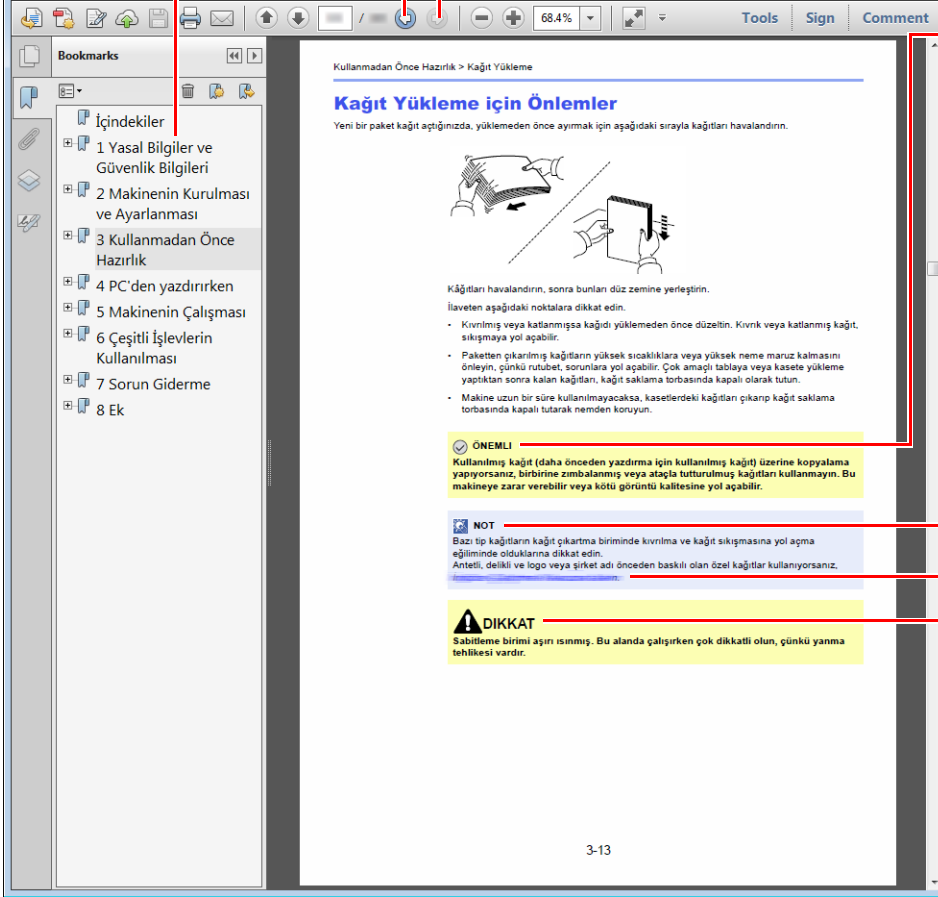 68.4%
Tools
Sign
Comment
Bookmarks
İçindekiler
1 Yasal Bilgiler ve
Güvenlik Bilgileri
2 Makinenin Kurulması
ve Ayarlanması
3 Kullanmadan Önce
Hazırlık
4 PC'den yazdırırken
5 Makinenin Çalışması
6 Çeşitli İşlevlerin
Kullanılması
7 Sorun Giderme
8 Ek
Kullanmadan Önce Hazırlık > Kağıt Yükleme
Kağıt Yükleme için Önlemler
Yeni bir paket kağıt açtığınızda, yüklemeden önce ayırmak için aşağıdaki sırayla kağıtları havalandırın.
Kâğıtları havalandırın, sonra bunları düz zemine yerleştirin.
İlaveten aşağıdaki noktalara dikkat edin.
• Kıvrılmış veya katlanmışsa kağıdı yüklemeden önce düzeltin. Kıvrık veya katlanmış kağıt,
sıkışmaya yol açabilir.
• Paketten çıkarılmış kağıtların yüksek sıcaklıklara veya yüksek neme maruz kalmasını
önleyin, çünkü rutubet, sorunlara yol açabilir. Çok amaçlı tablaya veya kasete yükleme
yaptıktan sonra kalan kağıtları, kağıt saklama torbasında kapalı olarak tutun.
• Makine uzun bir süre kullanılmayacaksa, kasetlerdeki kağıtları çıkarıp kağıt saklama
torbasında kapalı tutarak nemden koruyun.
ÖNEMLI
Kullanılmış kağıt (daha önceden yazdırma için kullanılmış kağıt) üzerine kopyalama
yapıyorsanız, birbirine zımbalanmış veya ataçla tutturulmuş kağıtları kullanmayın. Bu
makineye zarar verebilir veya kötü görüntü kalitesine yol açabilir.
NOT
Bazı tip kağıtların kağıt çıkartma biriminde kıvrılma ve kağıt sıkışmasına yol açma
eğiliminde olduklarına dikkat edin.
Antetli, delikli ve logo veya şirket adı önceden baskılı olan özel kağıtlar kullanıyorsanız,
DIKKAT
Sabitleme birimi aşırı ısınmış. Bu alanda çalışırken çok dikkatli olun, çünkü yanma
tehlikesi vardır.
3-13